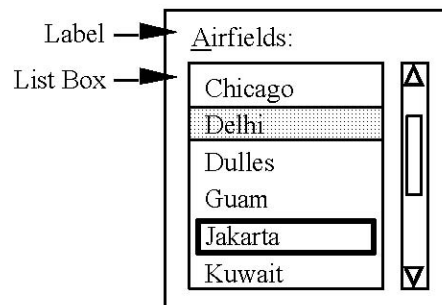 Label
Airfields:
List Box
Chicago
Delhi
Dulles
Guam
Jakarta
Kuwait